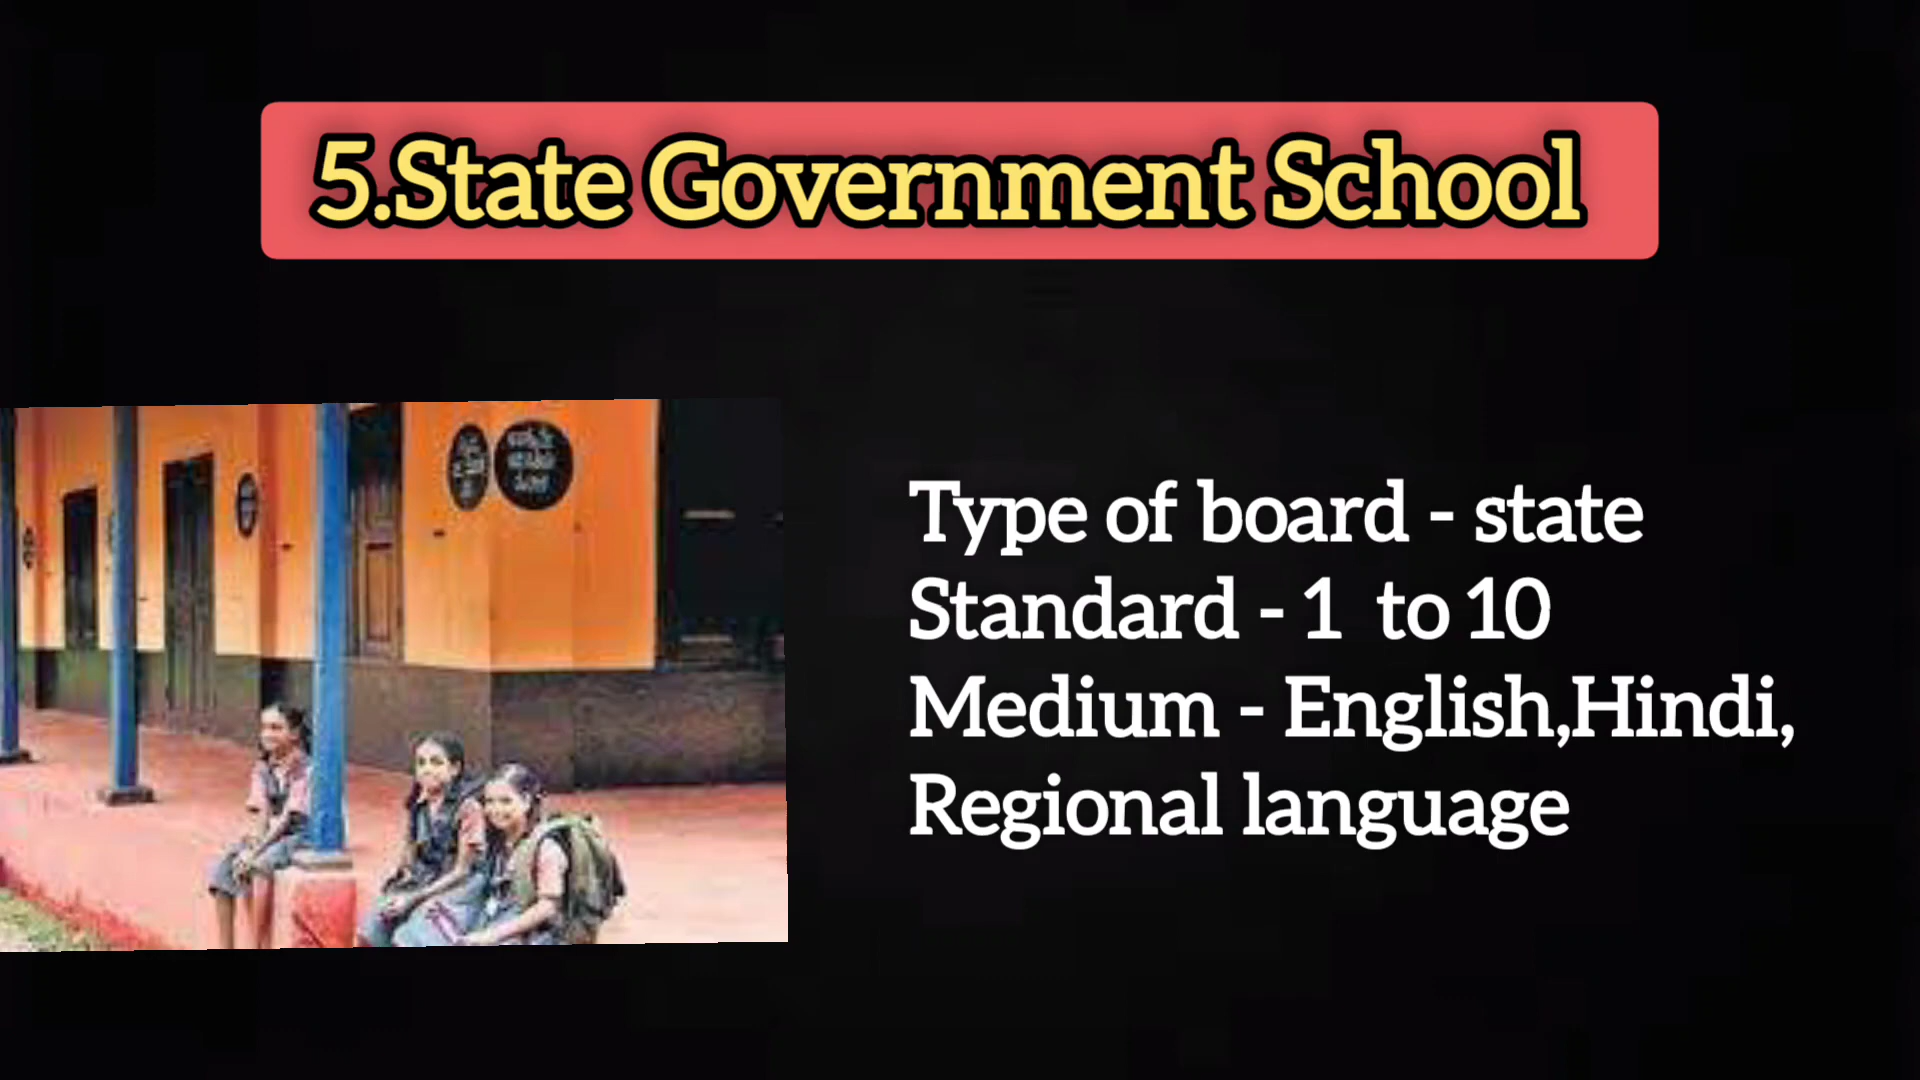 5.State Government School
Type of board - state
Standard - 1 to 10
Medium - English,Hindi,
Regional language